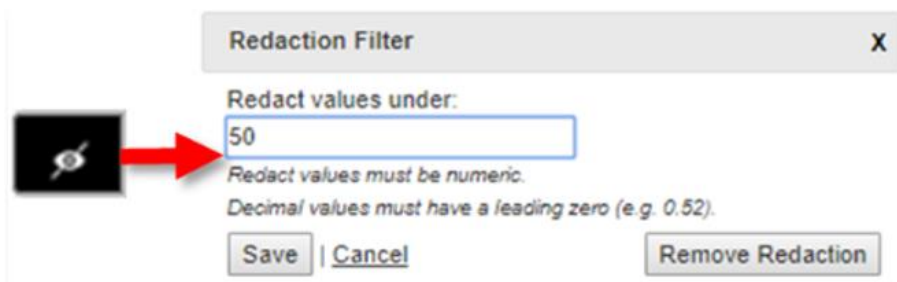 Redaction Filter X
Redact values under:
50
Redact values must be numeric.
Decimal values must have a leading zero (e.g. 0.52).
Save | Cancel Remove Redaction